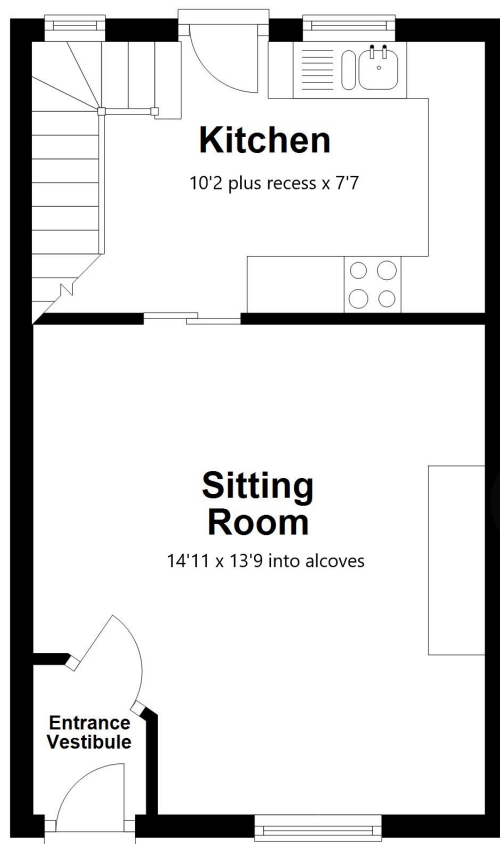 Kitchen
10'2 plus recess x 7'7
Sitting
Room
14'11 x 13'9 into alcoves
Entrance
Vestibule